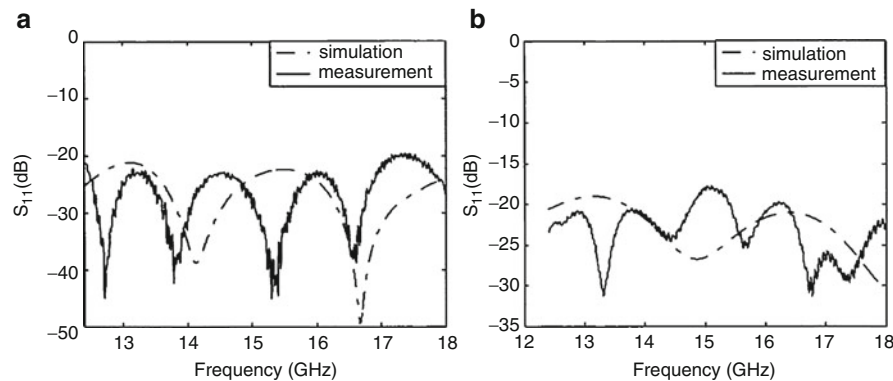 a
0
−10
−20
−30
−40
−50
S11(dB)
simulation
measurement
13
14
15
16
17
18
Frequency (GHz)
b
0
−5
−10
−15
−20
−25
−30
−35
S11(dB)
simulation
measurement
12
13
14
15
16
17
18
Frequency (GHz)